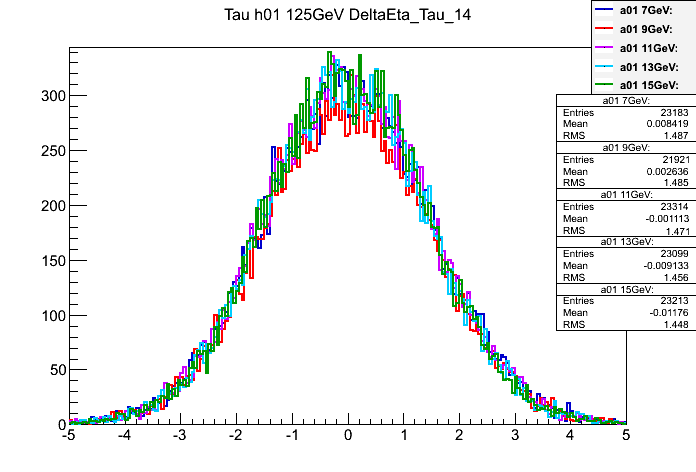 Tau h01 125GeV DeltaEta_Tau_14
a01 7GeV:
a01 9GeV:
a01 11GeV:
a01 13GeV:
a01 15GeV:
a01 7GeV:
Entries 23183
Mean 0.008419
RMS 1.487
a01 9GeV:
Entries 21921
Mean 0.002636
RMS 1.485
a01 11GeV:
Entries 23314
Mean -0.001113
RMS 1.471
a01 13GeV:
Entries 23099
Mean -0.009133
RMS 1.456
a01 15GeV:
Entries 23213
Mean -0.01176
RMS 1.448
300
250
200
150
100
50
0
-5 -4 -3 -2 -1 0 1 2 3 4 5